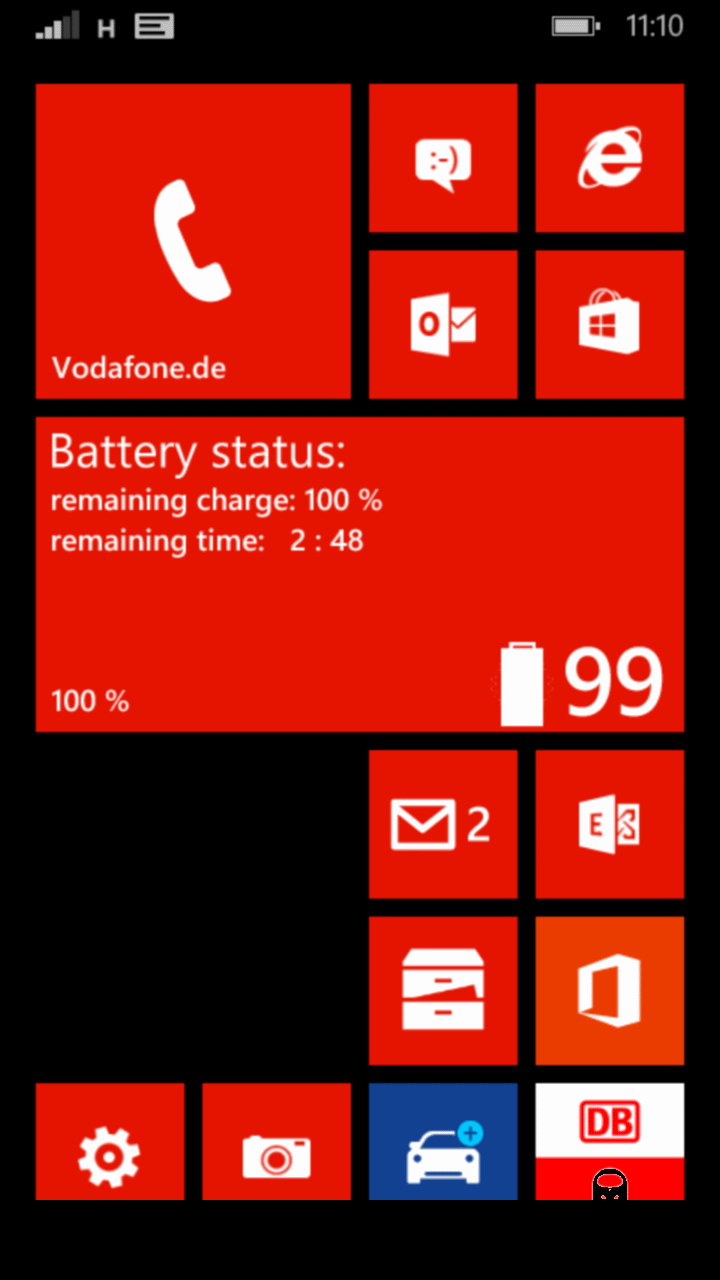 H
11:10
:-)
e
O
Vodafone.de
Battery status:
remaining charge: 100 %
remaining time: 2 : 48
100 %
99
2
E
DB